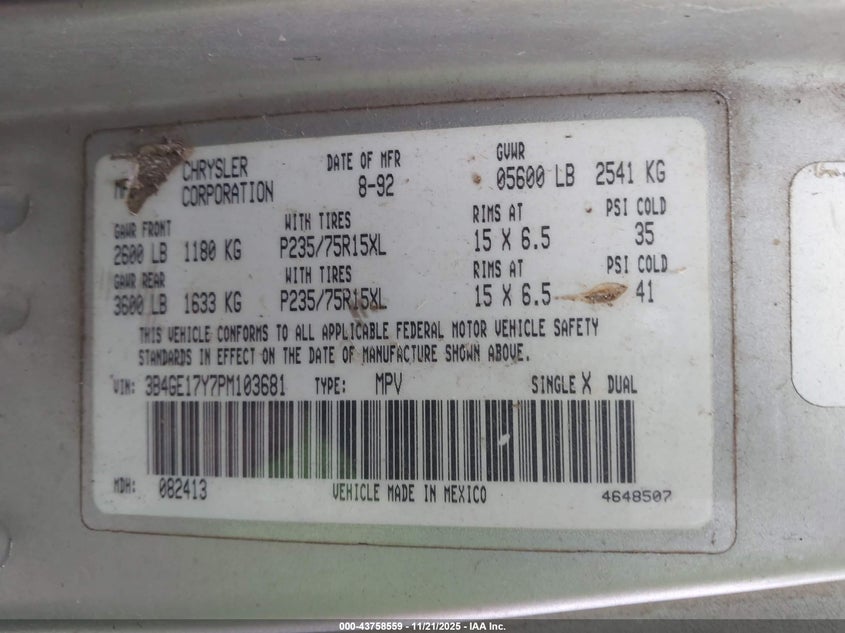 MFD CHRYSLER CORPORATION DATE OF MFR 8-92 GVWR 05600 LB 2541 KG
GAWR FRONT WITH TIRES RIMS AT PSI COLD
2600 LB 1180 KG P235/75R15XL 15 X 6.5 35
GAWR REAR WITH TIRES RIMS AT PSI COLD
3600 LB 1633 KG P235/75R15XL 15 X 6.5 41
THIS VEHICLE CONFORMS TO ALL APPLICABLE FEDERAL MOTOR VEHICLE SAFETY
STANDARDS IN EFFECT ON THE DATE OF MANUFACTURE SHOWN ABOVE.
VIN: 3B4GE17Y7PM103681 TYPE: MPV SINGLE X DUAL
MDH: 082413 VEHICLE MADE IN MEXICO 4648507
000-43758559 - 11/21/2025 - IAA Inc.